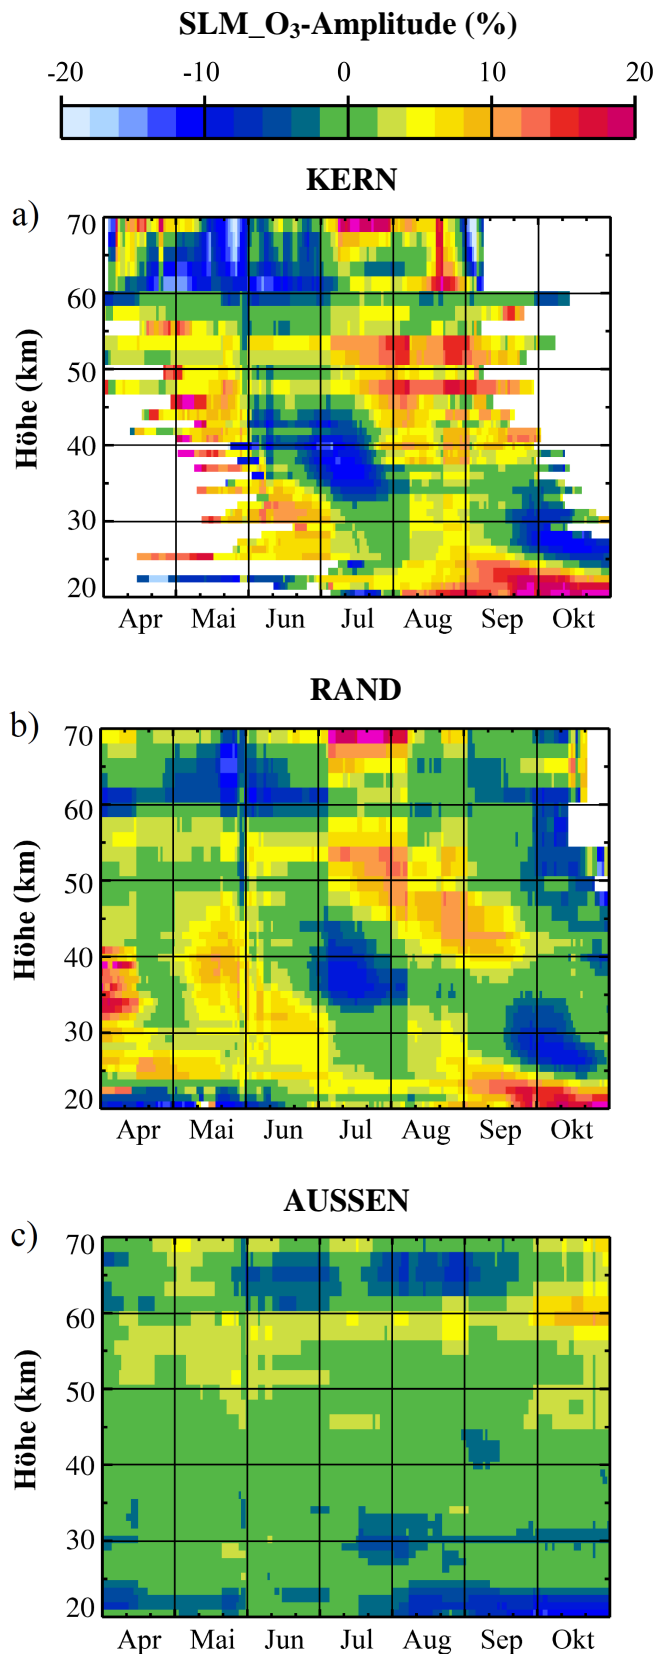 SLM_O₃-Amplitude (%)
-20 -10 0 10 20
KERN
a)
70
60
50
40
30
20
Höhe (km)
Apr Mai Jun Jul Aug Sep Okt
RAND
b)
70
60
50
40
30
20
Höhe (km)
Apr Mai Jun Jul Aug Sep Okt
AUSSEN
c)
70
60
50
40
30
20
Höhe (km)
Apr Mai Jun Jul Aug Sep Okt